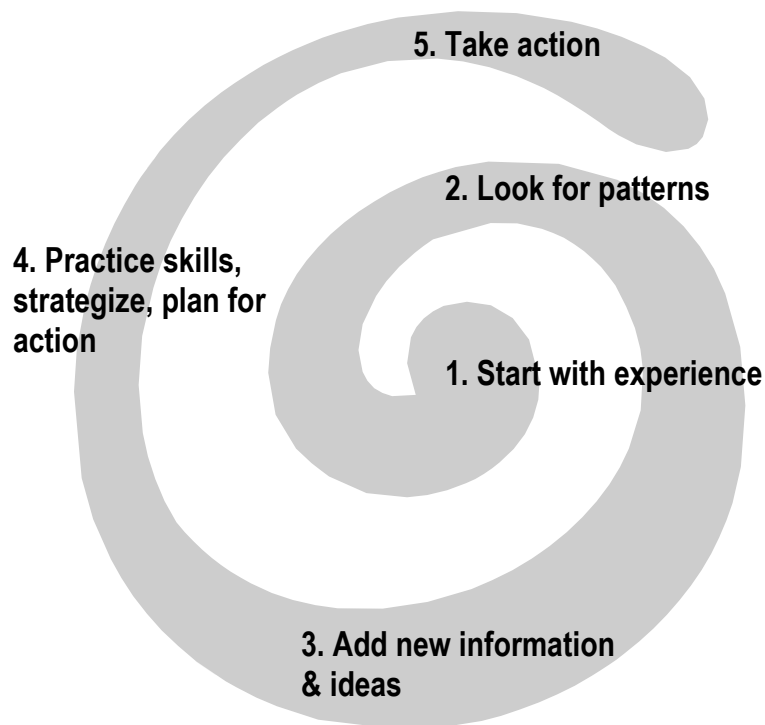 5. Take action
2. Look for patterns
4. Practice skills,
strategize, plan for
action
1. Start with experience
3. Add new information
& ideas